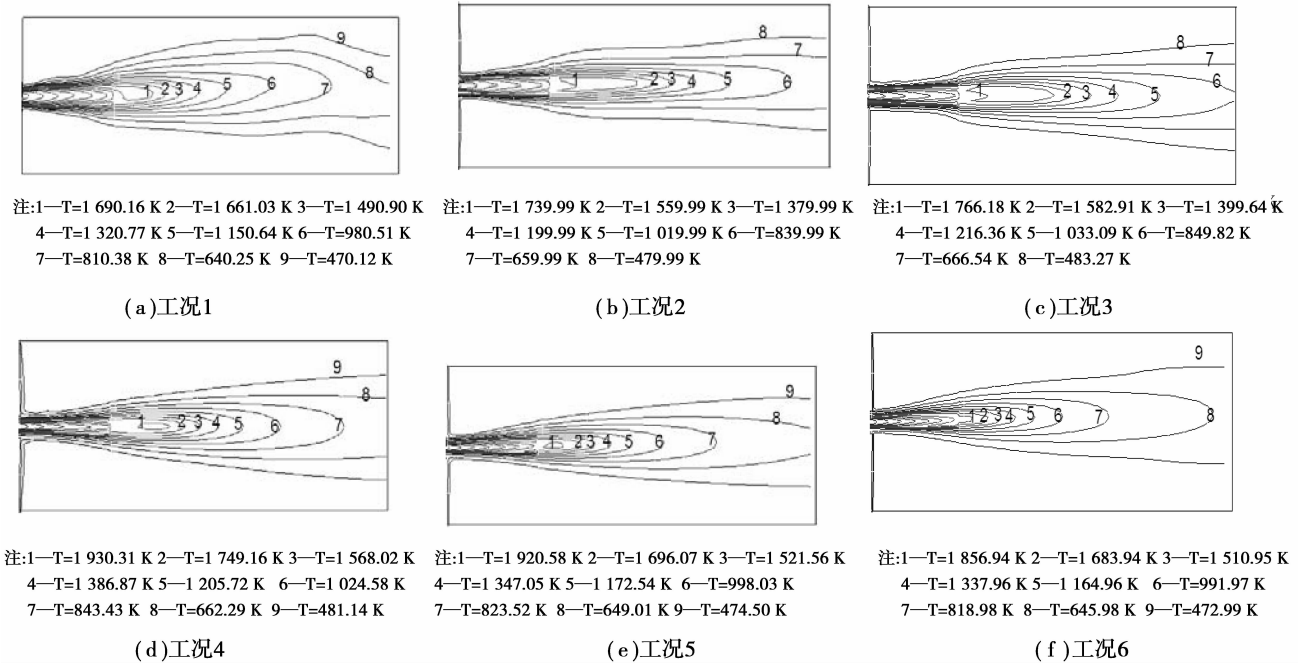 9
8
1 2 3 4 5 6 7
注:1—T=1 690.16 K 2—T=1 661.03 K 3—T=1 490.90 K
4—T=1 320.77 K 5—T=1 150.64 K 6—T=980.51 K
7—T=810.38 K 8—T=640.25 K 9—T=470.12 K
(a)工况1
8
7
1 2 3 4 5 6
注:1—T=1 739.99 K 2—T=1 559.99 K 3—T=1 379.99 K
4—T=1 199.99 K 5—T=1 019.99 K 6—T=839.99 K
7—T=659.99 K 8—T=479.99 K
(b)工况2
8
7
1 2 3 4 5 6
注:1—T=1 766.18 K 2—T=1 582.91 K 3—T=1 399.64 K
4—T=1 216.36 K 5—1 033.09 K 6—T=849.82 K
7—T=666.54 K 8—T=483.27 K
(c)工况3
9
8
1 2 3 4 5 6 7
注:1—T=1 930.31 K 2—T=1 749.16 K 3—T=1 568.02 K
4—T=1 386.87 K 5—1 205.72 K 6—T=1 024.58 K
7—T=843.43 K 8—T=662.29 K 9—T=481.14 K
(d)工况4
9
8
1 2 3 4 5 6 7
注:1—T=1 920.58 K 2—T=1 696.07 K 3—T=1 521.56 K
4—T=1 347.05 K 5—1 172.54 K 6—T=998.03 K
7—T=823.52 K 8—T=649.01 K 9—T=474.50 K
(e)工况5
9
1 2 3 4 5 6 7 8
注:1—T=1 856.94 K 2—T=1 683.94 K 3—T=1 510.95 K
4—T=1 337.96 K 5—1 164.96 K 6—T=991.97 K
7—T=818.98 K 8—T=645.98 K 9—T=472.99 K
(f)工况6